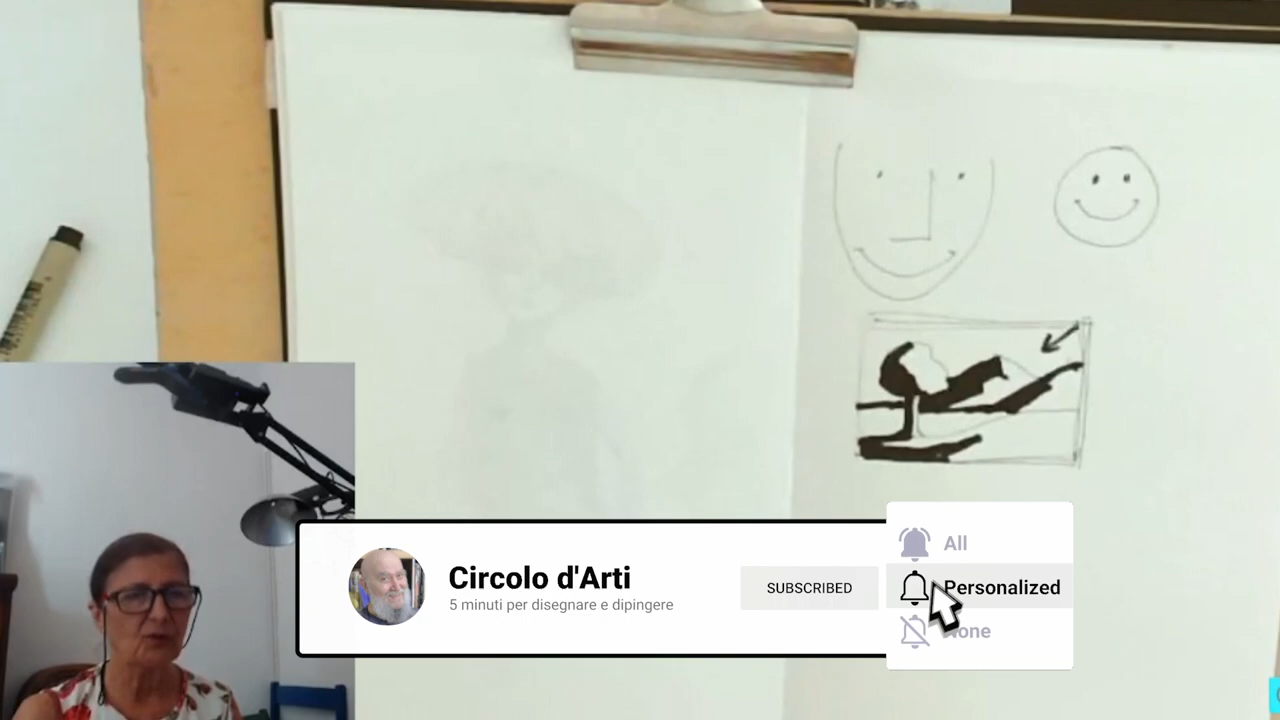 Circolo d'Arti
5 minuti per disegnare e dipingere
SUBSCRIBED
All
Personalized